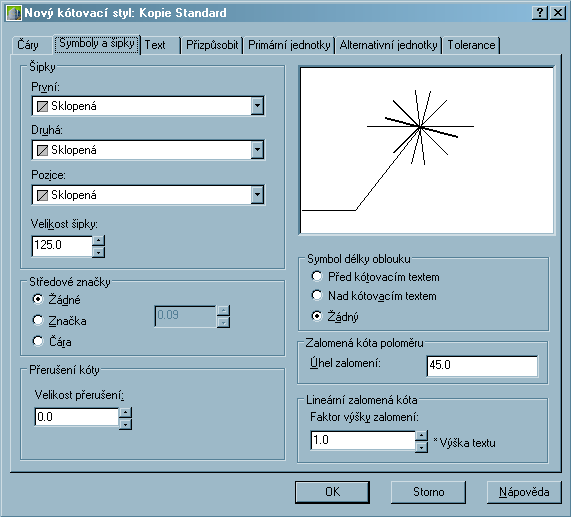 Nový kótovací styl: Kopie Standard
Čáry
Symboly a šipky
Text
Přizpůsobit
Primární jednotky
Alternativní jednotky
Tolerance
Šipky
První:
Sklopená
Druhá:
Sklopená
Pozice:
Sklopená
Velikost šipky:
125.0
Středové značky
Žádné
Značka
0.09
Čára
Přerušení kóty
Velikost přerušení:
0.0
Symbol délky oblouku
Před kótovacím textem
Nad kótovacím textem
Žádný
Zalomená kóta poloměru
Úhel zalomení:
45.0
Lineární zalomená kóta
Faktor výšky zalomení:
1.0
* Výška textu
OK
Storno
Nápověda